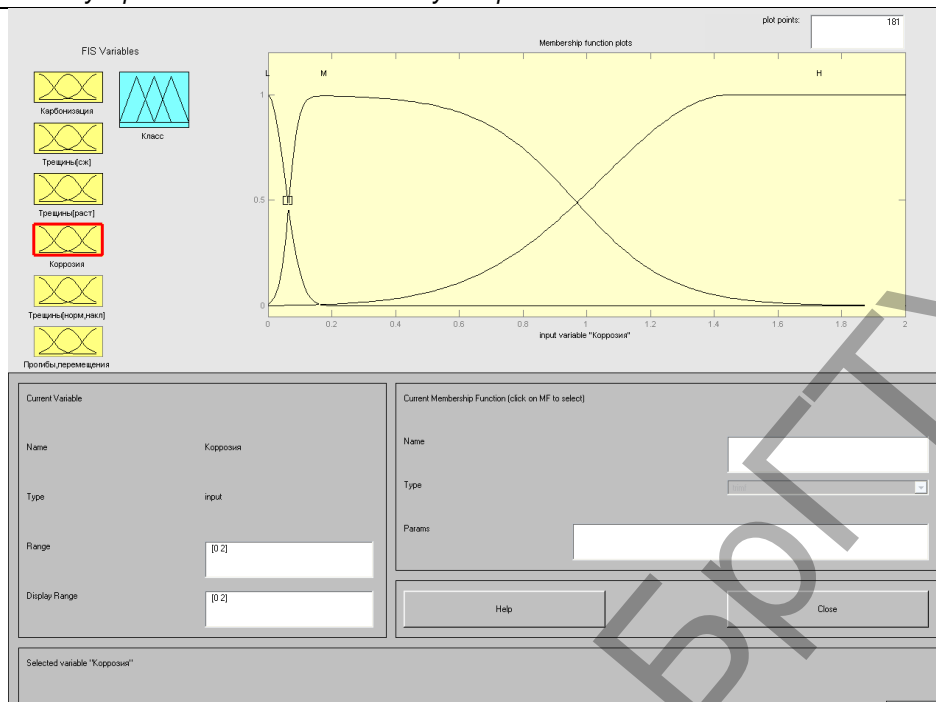 plot points:
181
FIS Variables
Карбонизация
Трещины[сж]
Трещины[раст]
Коррозия
Трещины[норм,накл]
Прогибы,перемещения
Класс
Membership function plots
L
M
H
1
0.5
0
0
0.2
0.4
0.6
0.8
1
1.2
1.4
1.6
1.8
2
input variable "Коррозия"
Current Variable
Name
Коррозия
Type
input
Range
[0 2]
Display Range
[0 2]
Current Membership Function (click on MF to select)
Name
Type
Params
Help
Close
Selected variable "Коррозия"
БрГТ